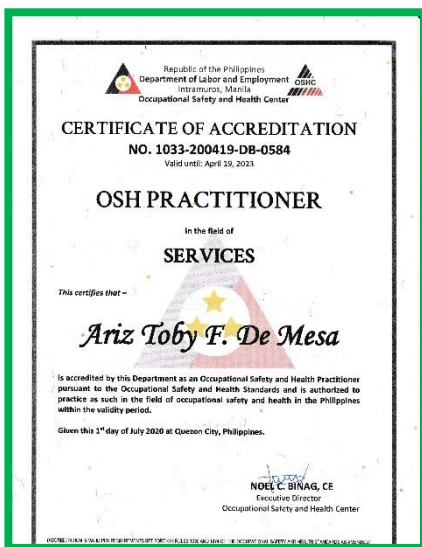 Republic of the Philippines
Department of Labor and Employment
Intramuros, Manila
Occupational Safety and Health Center
OSHC
CERTIFICATE OF ACCREDITATION
NO. 1033-200419-DB-0584
Valid until: April 19, 2023
OSH PRACTITIONER
in the field of
SERVICES
This certifies that –
Ariz Toby F. De Mesa
is accredited by this Department as an Occupational Safety and Health Practitioner
pursuant to the Occupational Safety and Health Standards and is authorized to
practice as such in the field of occupational safety and health in the Philippines
within the validity period.
Given this 1st day of July 2020 at Quezon City, Philippines.
NOEL C. BINAG, CE
Executive Director
Occupational Safety and Health Center